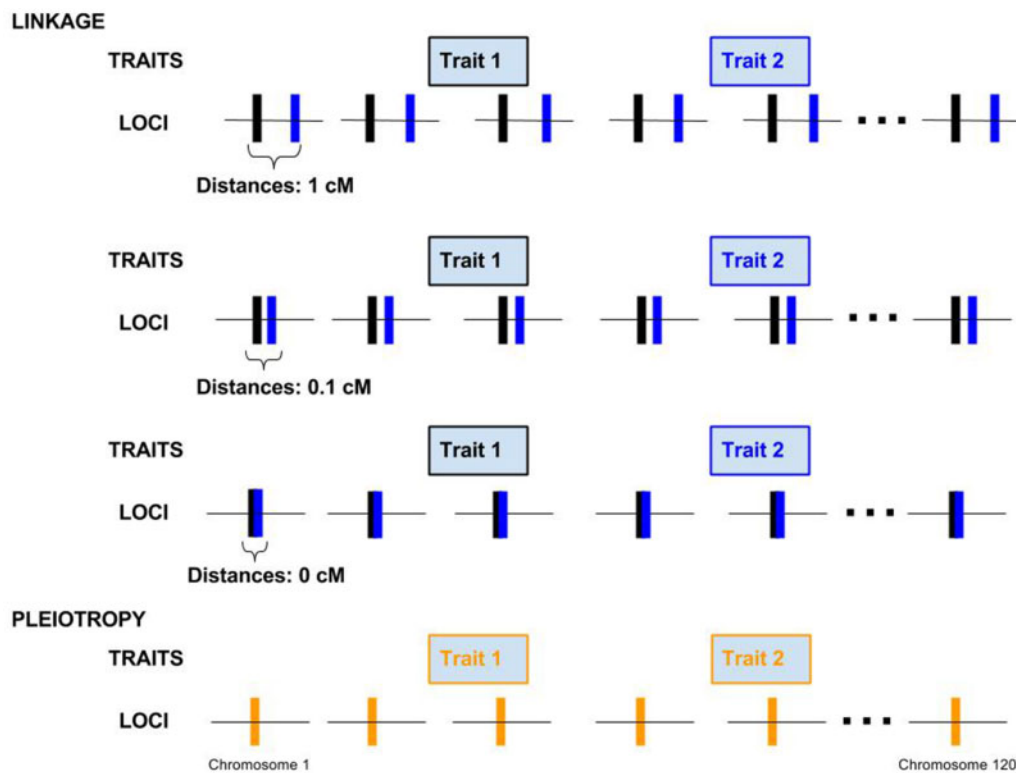 LINKAGE
TRAITS Trait 1 Trait 2
LOCI
Distances: 1 cM
TRAITS Trait 1 Trait 2
LOCI
Distances: 0.1 cM
TRAITS Trait 1 Trait 2
LOCI
Distances: 0 cM
PLEIOTROPY
TRAITS Trait 1 Trait 2
LOCI
Chromosome 1 Chromosome 120